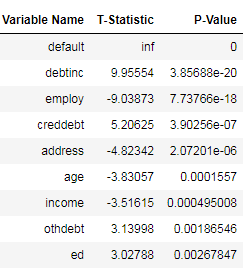 Variable Name T-Statistic P-Value
default inf 0
debtinc 9.95554 3.85688e-20
employ -9.03873 7.73766e-18
creddebt 5.20625 3.90256e-07
address -4.82342 2.07201e-06
age -3.83057 0.0001557
income -3.51615 0.000495008
othdebt 3.13998 0.00186546
ed 3.02788 0.00267847